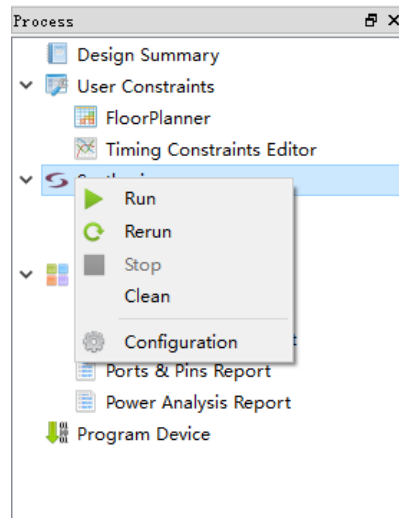 Process
Design Summary
User Constraints
FloorPlanner
Timing Constraints Editor
Run
Rerun
Stop
Clean
Configuration
Ports & Pins Report
Power Analysis Report
Program Device